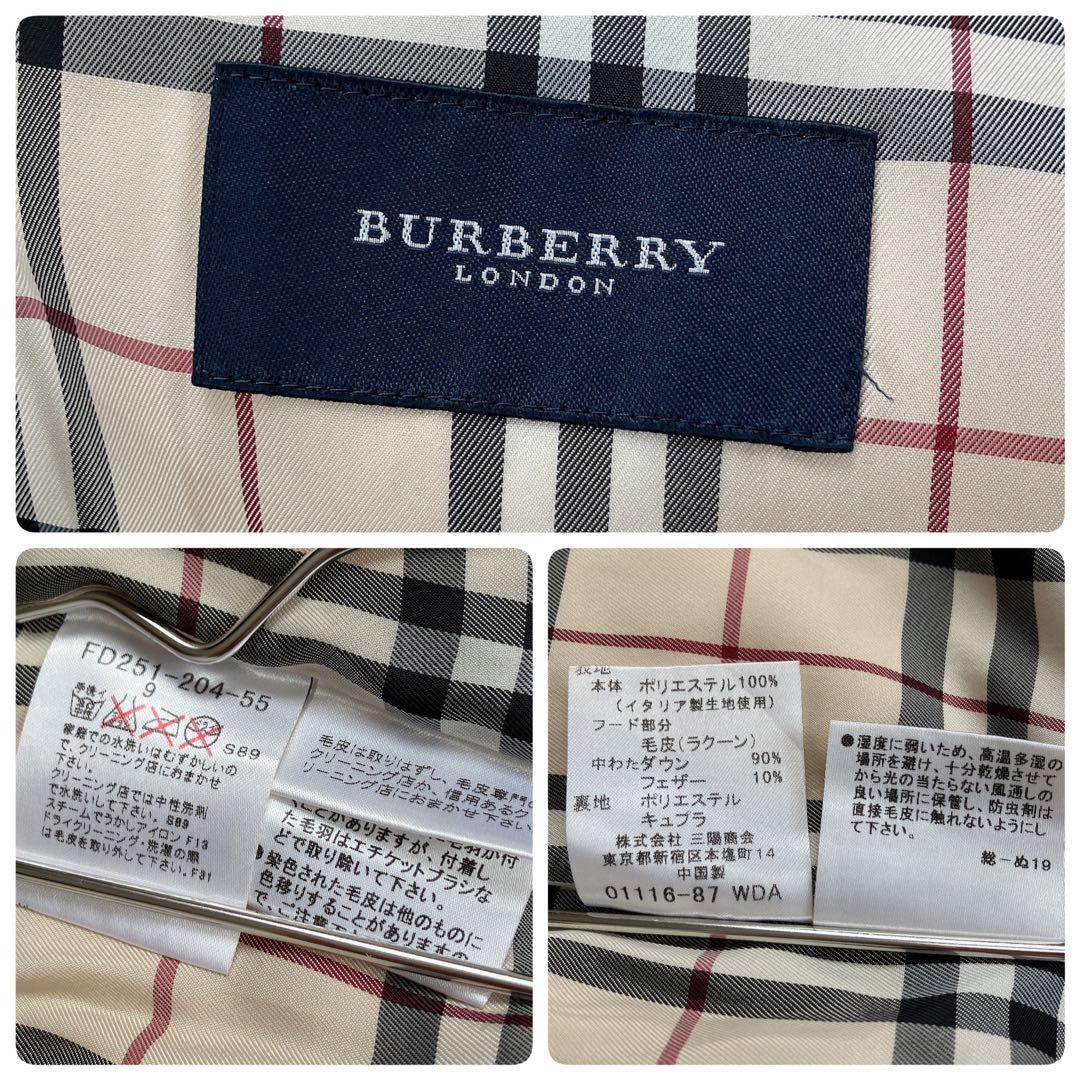 BURBERRY
LONDON
FD251-204-55
9
S89
家庭での水洗いはむずかしいの
で、クリーニング店におまかせ
下さい。
クリーニング店では中性洗剤
で水洗いして下さい。S09
スチームでうかしアイロン F13
ドライクリーニング・洗濯の際
は毛皮を取り外して下さい。F31
毛皮は取りはずし、毛皮専門の
クリーニング店か、信用あるク
リーニング店におまかせ下さい
とがありますが、付着し
た毛羽はエチケットブラシな
どで取り除いて下さい。
●染色された毛皮は他のものに
色移りすることがありますの
で、ご注意下
表地
本体 ポリエステル100%
(イタリア製生地使用)
フード部分
毛皮(ラクーン)
中わたダウン 90%
フェザー 10%
裏地 ポリエステル
キュプラ
株式会社 三陽商会
東京都新宿区本塩町14
中国製
01116-87 WDA
●湿度に弱いため、高温多湿の
場所を避け、十分乾燥させて
から光の当たらない風通しの
良い場所に保管し、防虫剤は
直接毛皮に触れないようにし
て下さい。
総-ぬ19